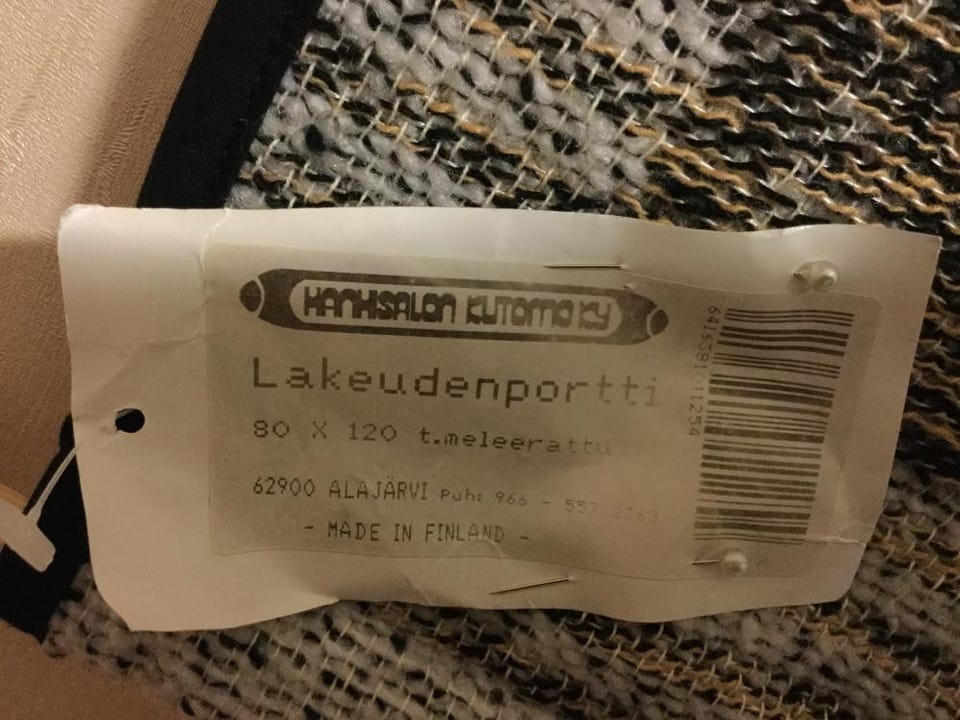 HANHISALON KUTOMO KY
Lakeudenportti
80 X 120 t.meleerattu
62900 ALAJÄRVI Puh: 966 - 557
- MADE IN FINLAND -